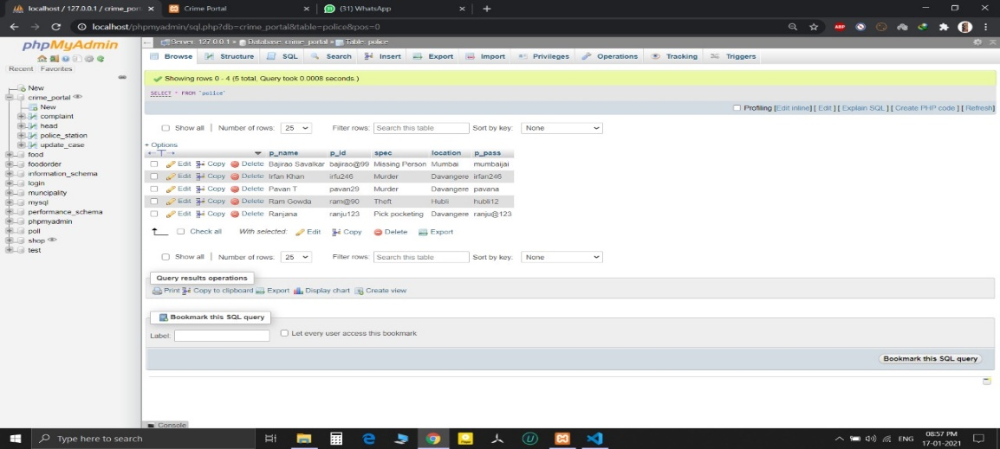 localhost / 127.0.0.1 / crime_por
Crime Portal
(31) WhatsApp
localhost/phpmyadmin/sql.php?db=crime_portal&table=police&pos=0
phpMyAdmin
Recent Favorites
New
crime_portal
New
complaint
head
police_station
update_case
food
foodorder
information_schema
login
muncipality
mysql
performance_schema
phpmyadmin
poll
shop
test
Server: 127.0.0.1 » Database: crime_portal » Table: police
Browse Structure SQL Search Insert Export Import Privileges Operations Tracking Triggers
Showing rows 0 - 4 (5 total, Query took 0.0008 seconds.)
SELECT * FROM `police`
Profiling [Edit inline] [ Edit ] [ Explain SQL ] [ Create PHP code ] [ Refresh]
Show all | Number of rows: 25 Filter rows: Search this table Sort by key: None
+ Options
←T→ p_name p_id spec location p_pass
Edit Copy Delete Bajirao Savalkar bajirao@99 Missing Person Mumbai mumbaijai
Edit Copy Delete Irfan Khan irfu246 Murder Davangere irfan246
Edit Copy Delete Pavan T pavan29 Murder Davangere pavana
Edit Copy Delete Ram Gowda ram@90 Theft Hubli hubli12
Edit Copy Delete Ranjana ranju123 Pick pocketing Davangere ranju@123
Check all With selected: Edit Copy Delete Export
Show all | Number of rows: 25 Filter rows: Search this table Sort by key: None
Query results operations
Print Copy to clipboard Export Display chart Create view
Bookmark this SQL query
Label: Let every user access this bookmark
Bookmark this SQL query
Console
Type here to search
ENG
08:57 PM
17-01-2021